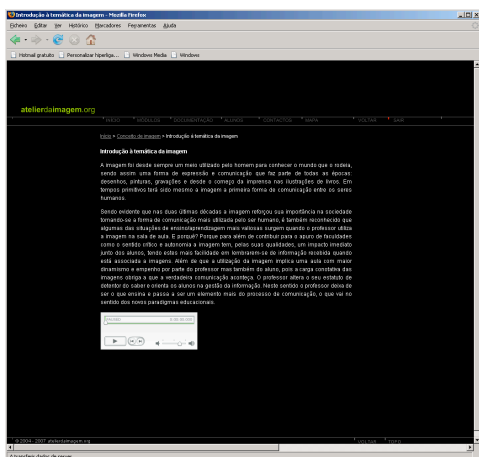 Introdução à temática da imagem - Mozilla Firefox
Ficheiro Editar Ver Histórico Marcadores Ferramentas Ajuda
Hotmail gratuito Personalizar hiperliga... Windows Media Windows
atelierdaimagem.org
INÍCIO MÓDULOS DOCUMENTAÇÃO ALUNOS CONTACTOS MAPA VOLTAR SAIR
Início » Conceito de imagem » Introdução à temática da imagem
Introdução à temática da imagem
A imagem foi desde sempre um meio utilizado pelo homem para conhecer o mundo que o rodeia,
sendo assim uma forma de expressão e comunicação que faz parte de todas as épocas:
desenhos, pinturas, gravações e desde o começo da imprensa nas ilustrações de livros. Em
tempos primitivos terá sido mesmo a imagem a primeira forma de comunicação entre os seres
humanos.
Sendo evidente que nas duas últimas décadas a imagem reforçou sua importância na sociedade
tornando-se a forma de comunicação mais utilizada pelo ser humano, é também reconhecido que
algumas das situações de ensino/aprendizagem mais valiosas surgem quando o professor utiliza
a imagem na sala de aula. E porquê? Porque para além de contribuir para o apuro de faculdades
como o sentido crítico e autonomia a imagem tem, pelas suas qualidades, um impacto imediato
junto dos alunos, tendo estes mais facilidade em lembrarem-se de informação recebida quando
está associada a imagens. Além de que a utilização da imagem implica uma aula com maior
dinamismo e empenho por parte do professor mas também do aluno, pois a carga conotativa das
imagens obriga a que a verdadeira comunicação aconteça. O professor altera o seu estatuto de
detentor do saber e orienta os alunos na gestão da informação. Neste sentido o professor deixa de
ser o que ensina e passa a ser um elemento mais do processo de comunicação, o que vai no
sentido dos novos paradigmas educacionais.
© 2004 - 2007 atelierdaimagem.org VOLTAR TOPO